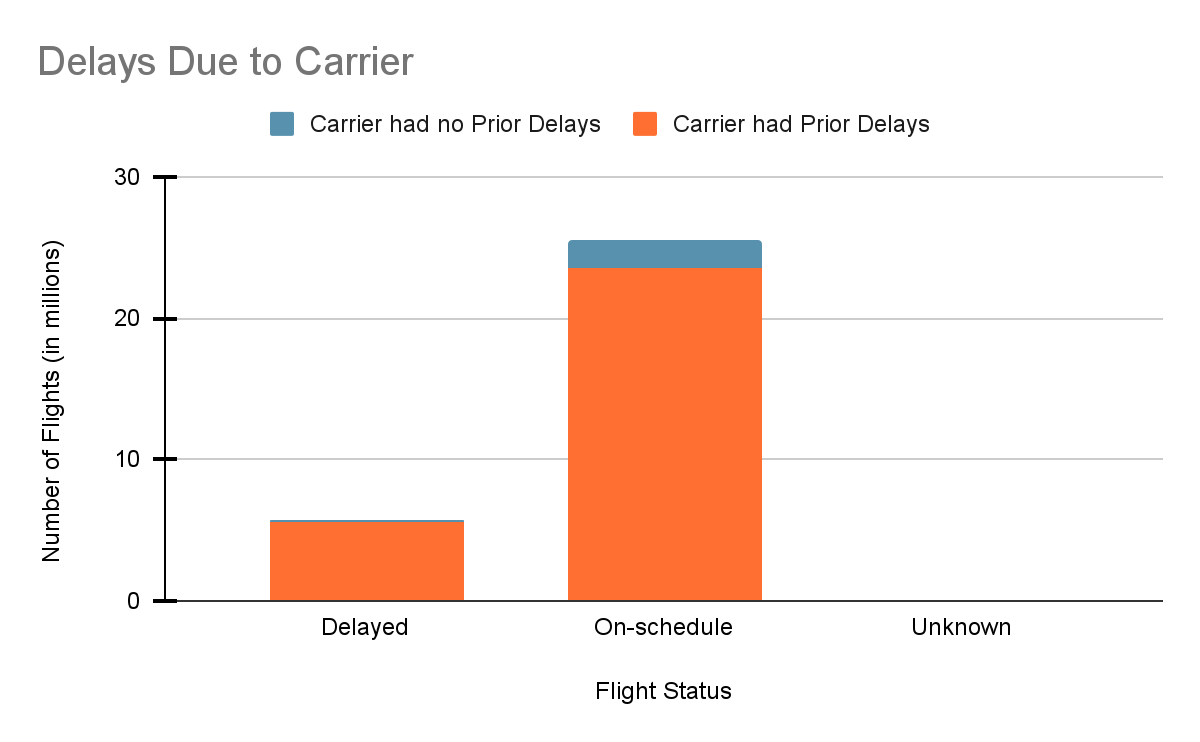 Delays Due to Carrier
Carrier had no Prior Delays
Carrier had Prior Delays
30
20
10
0
Number of Flights (in millions)
Delayed
On-schedule
Unknown
Flight Status